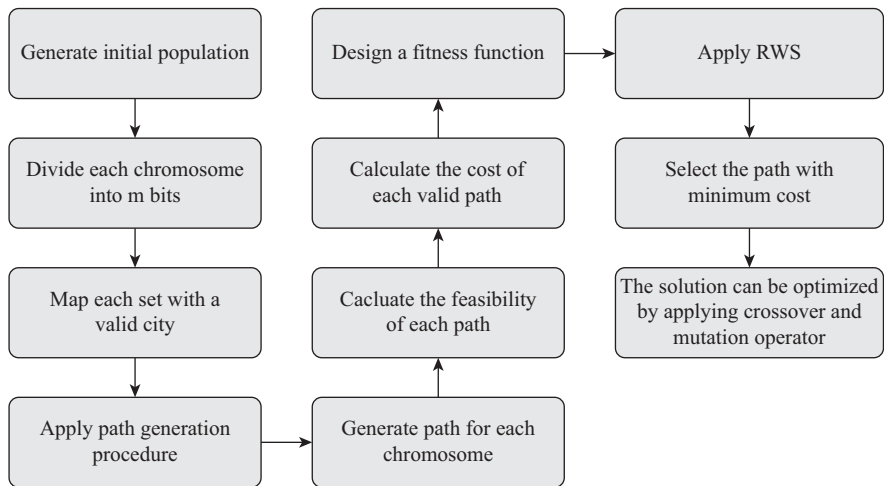 Generate initial population
Divide each chromosome
into m bits
Map each set with a
valid city
Apply path generation
procedure
Generate path for each
chromosome
Cacluate the feasibility
of each path
Calculate the cost of
each valid path
Design a fitness function
Apply RWS
Select the path with
minimum cost
The solution can be optimized
by applying crossover and
mutation operator